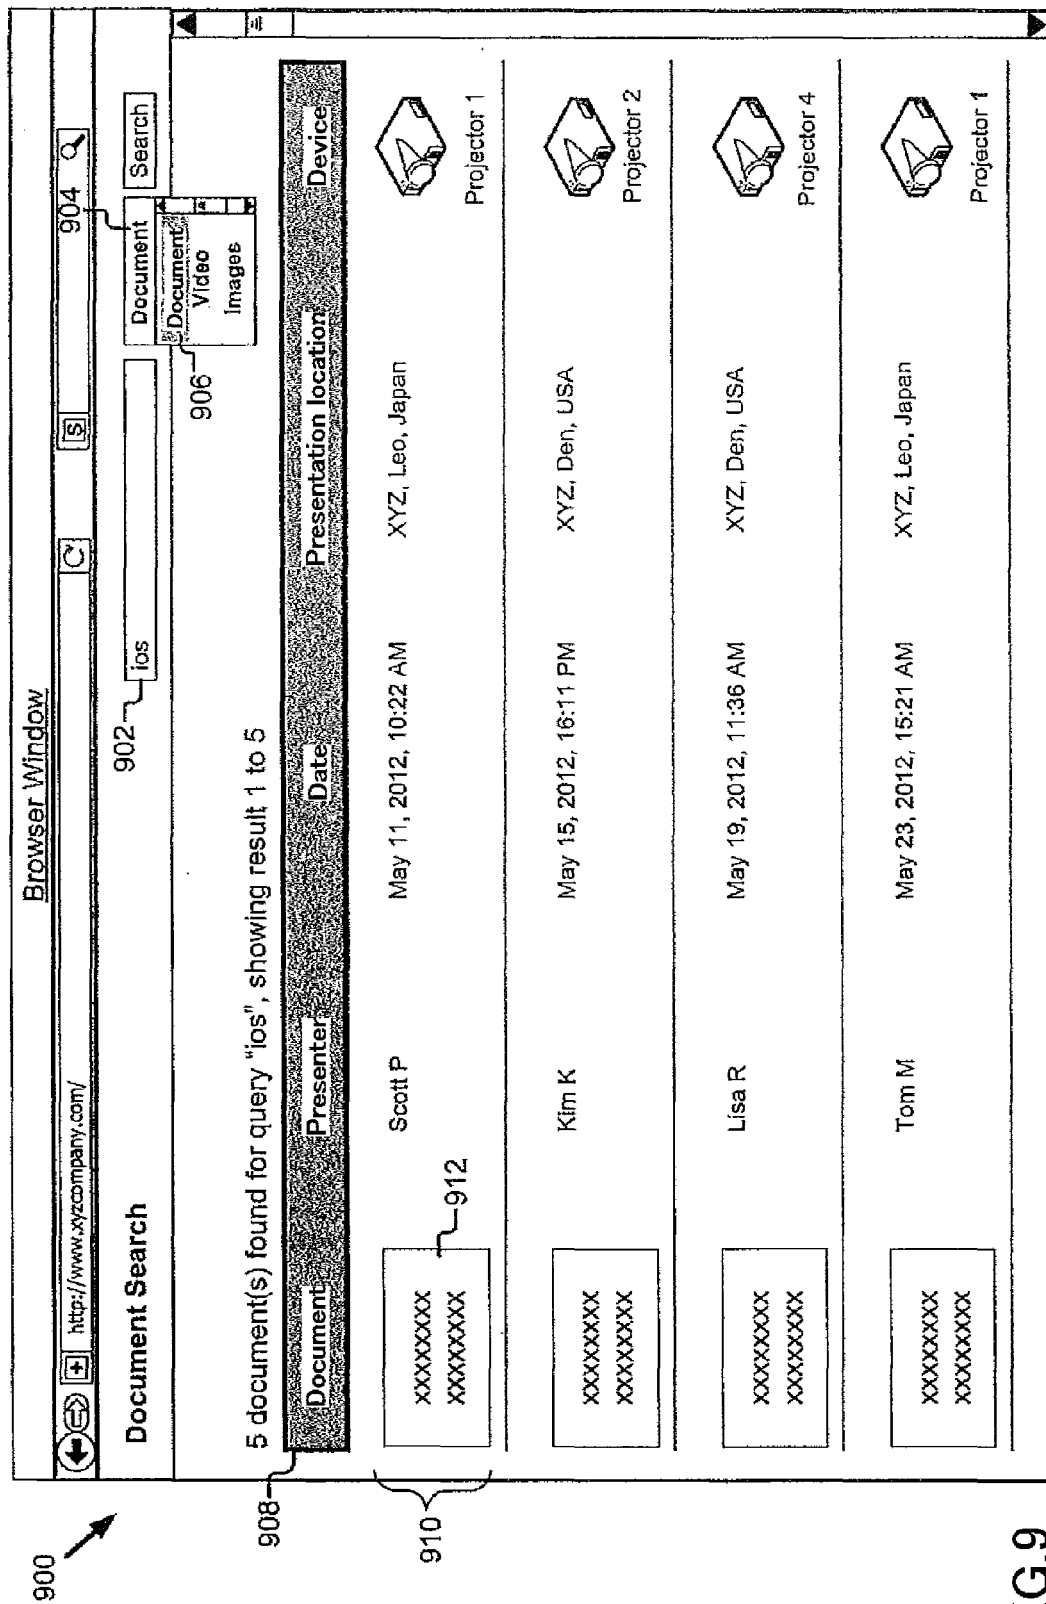 900
Browser Window
http://www.xyzcompany.com/
S
Document Search
902
ios
904
Document
Search
906
Document
Video
Images
5 document(s) found for query "ios", showing result 1 to 5
908
Document Presenter Date Presentation location Device
910
912
XXXXXXXX
XXXXXXXX
Scott P
May 11, 2012, 10:22 AM
XYZ, Leo, Japan
Projector 1
XXXXXXXX
XXXXXXXX
Kim K
May 15, 2012, 16:11 PM
XYZ, Den, USA
Projector 2
XXXXXXXX
XXXXXXXX
Lisa R
May 19, 2012, 11:36 AM
XYZ, Den, USA
Projector 4
XXXXXXXX
XXXXXXXX
Tom M
May 23, 2012, 15:21 AM
XYZ, Leo, Japan
Projector 1
G.9